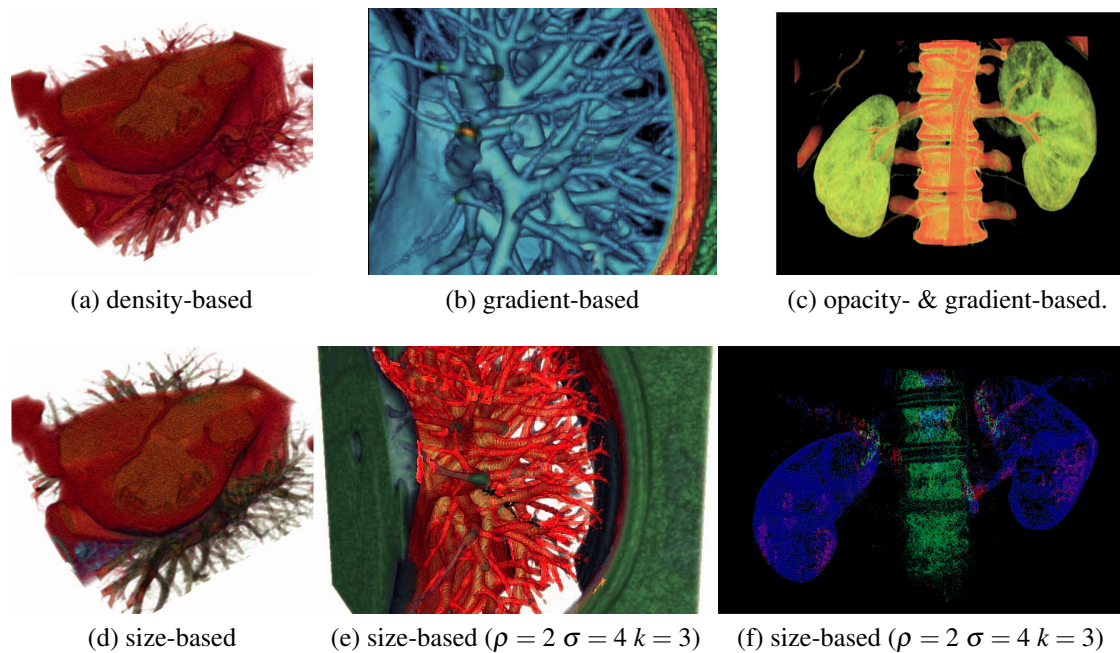 (a) density-based
(b) gradient-based
(c) opacity- & gradient-based.
(d) size-based
(e) size-based (ρ = 2 σ = 4 k = 3)
(f) size-based (ρ = 2 σ = 4 k = 3)